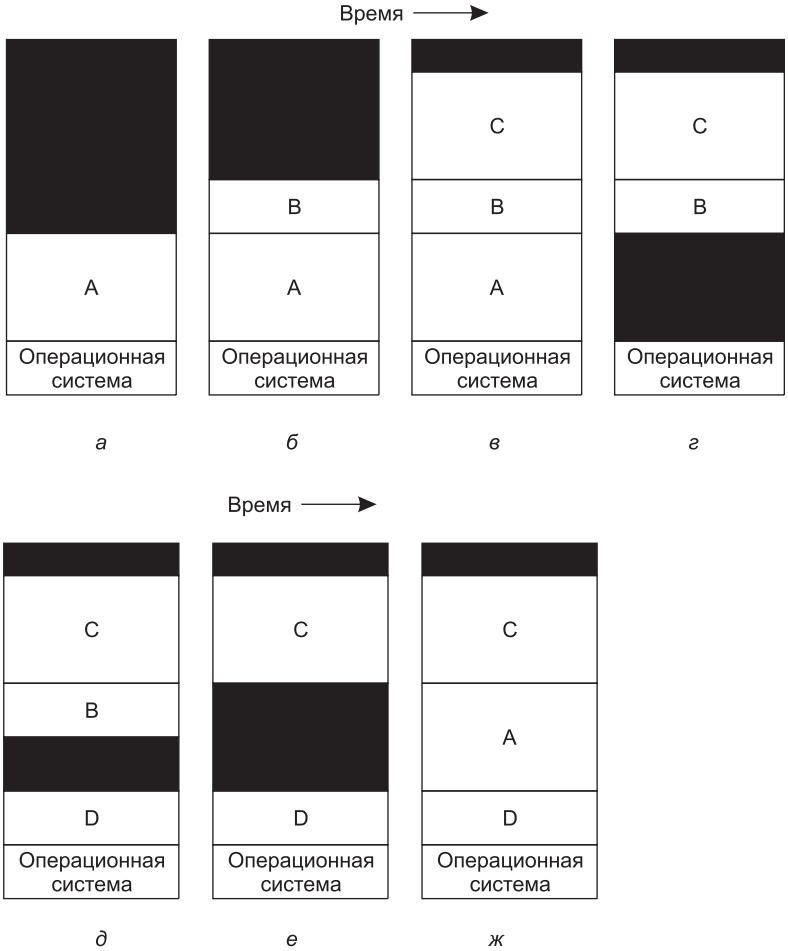 Время
C
C
B
B
B
A
A
A
Операционная
система
Операционная
система
Операционная
система
Операционная
система
а
б
в
г
Время
C
C
C
B
A
D
D
D
Операционная
система
Операционная
система
Операционная
система
д
е
ж